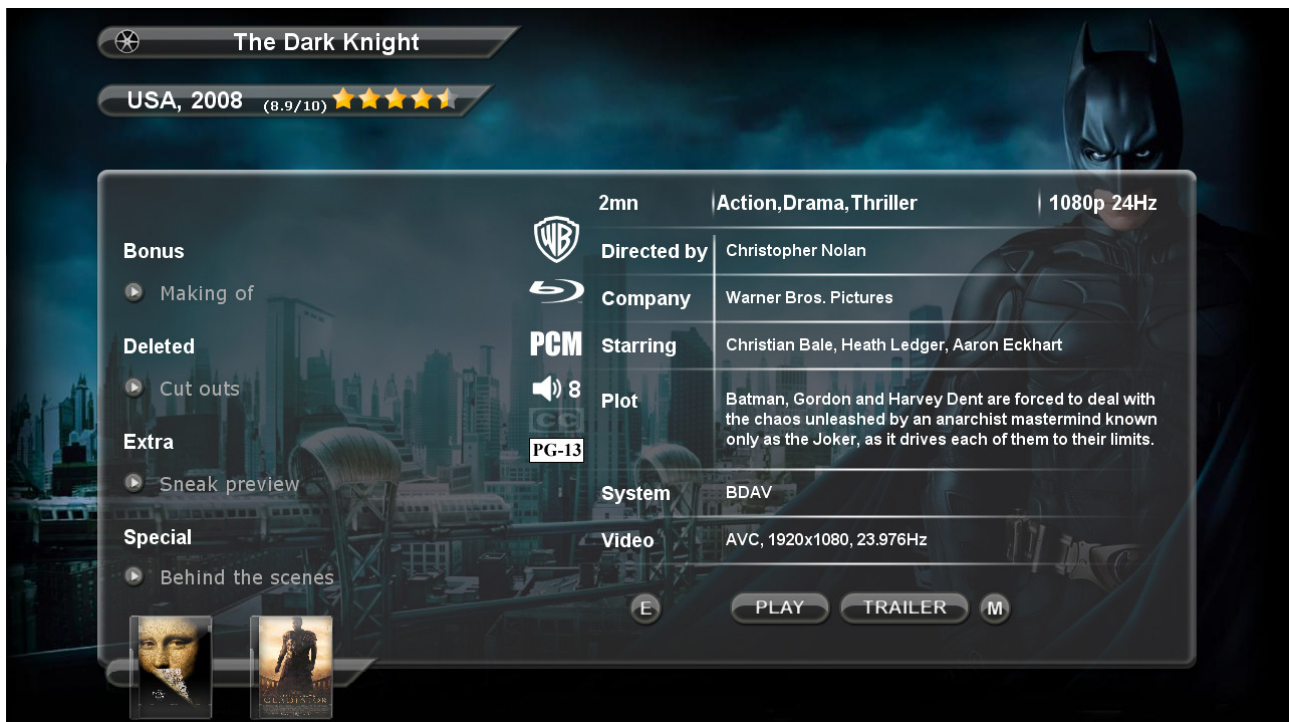 The Dark Knight
USA, 2008 (8.9/10)
2mn Action,Drama,Thriller 1080p 24Hz
WB
Bonus
Making of
Deleted
Cut outs
Extra
Sneak preview
Special
Behind the scenes
PCM
8
CC
PG-13
Directed by Christopher Nolan
Company Warner Bros. Pictures
Starring Christian Bale, Heath Ledger, Aaron Eckhart
Plot Batman, Gordon and Harvey Dent are forced to deal with
the chaos unleashed by an anarchist mastermind known
only as the Joker, as it drives each of them to their limits.
System BDAV
Video AVC, 1920x1080, 23.976Hz
E PLAY TRAILER M
GLADIATOR